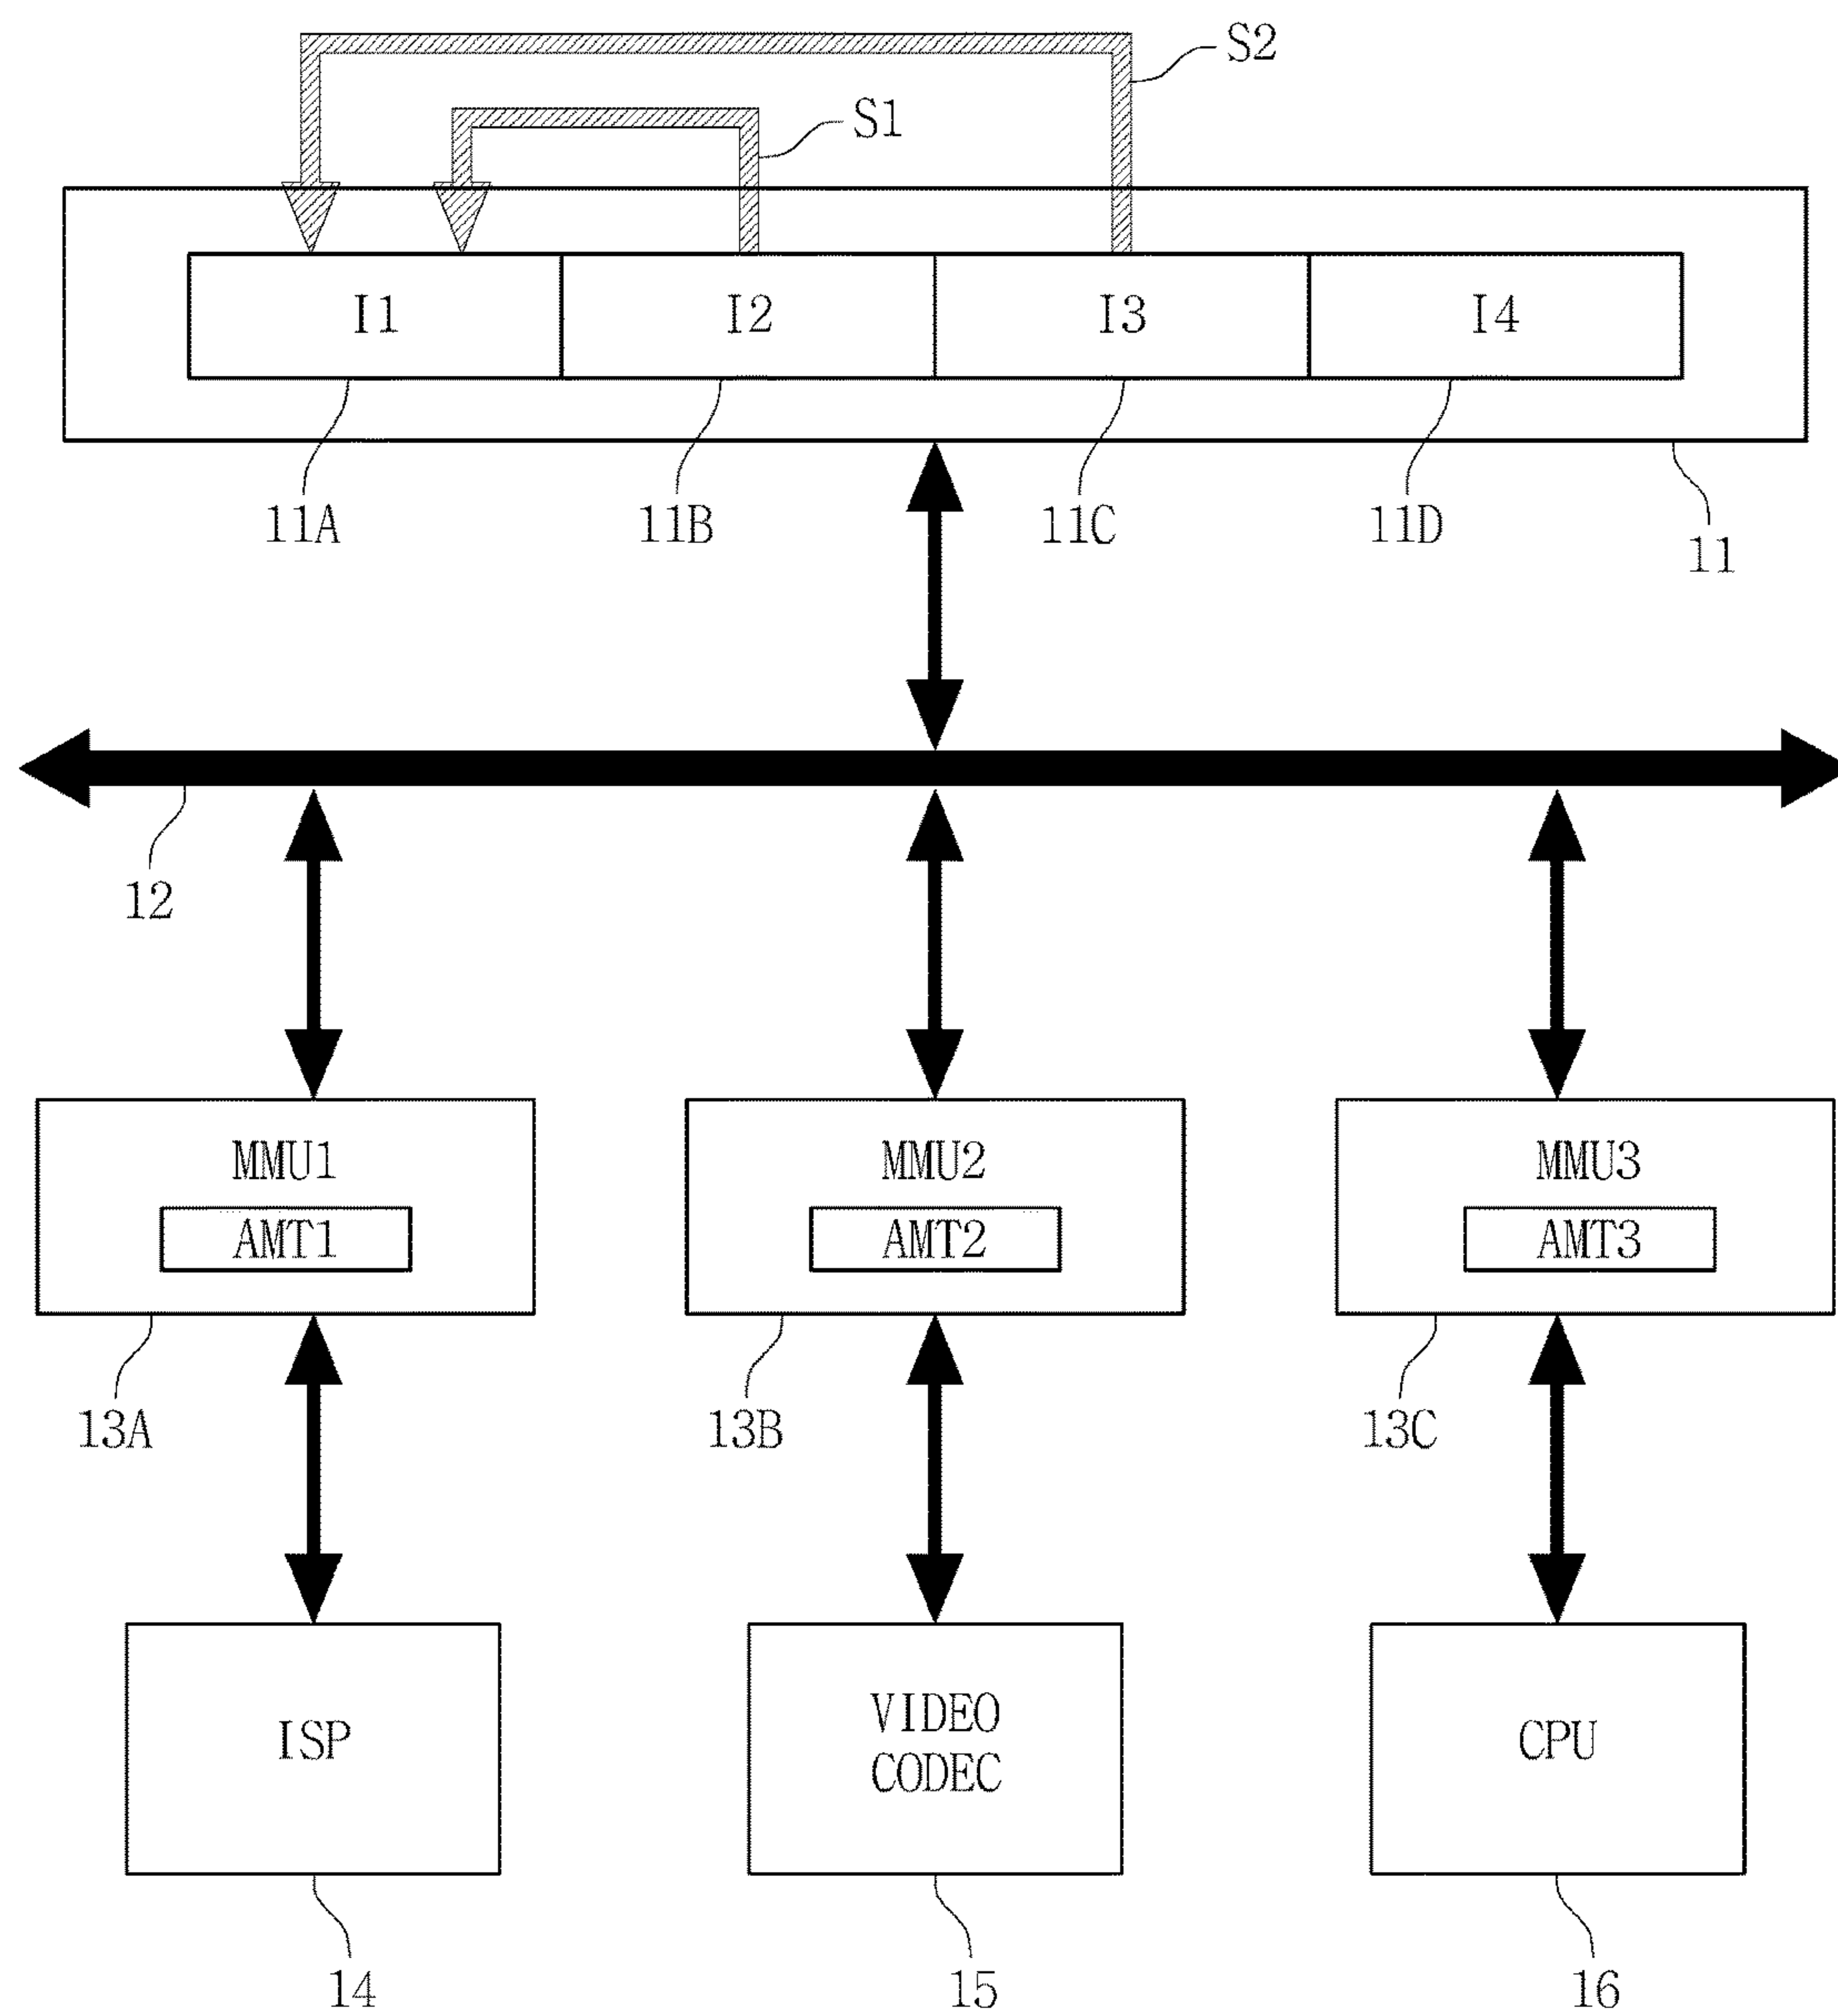 S2
S1
I1 I2 I3 I4
11A 11B 11C 11D
11
12
MMU1 MMU2 MMU3
AMT1 AMT2 AMT3
13A 13B 13C
ISP VIDEO CODEC CPU
14 15 16